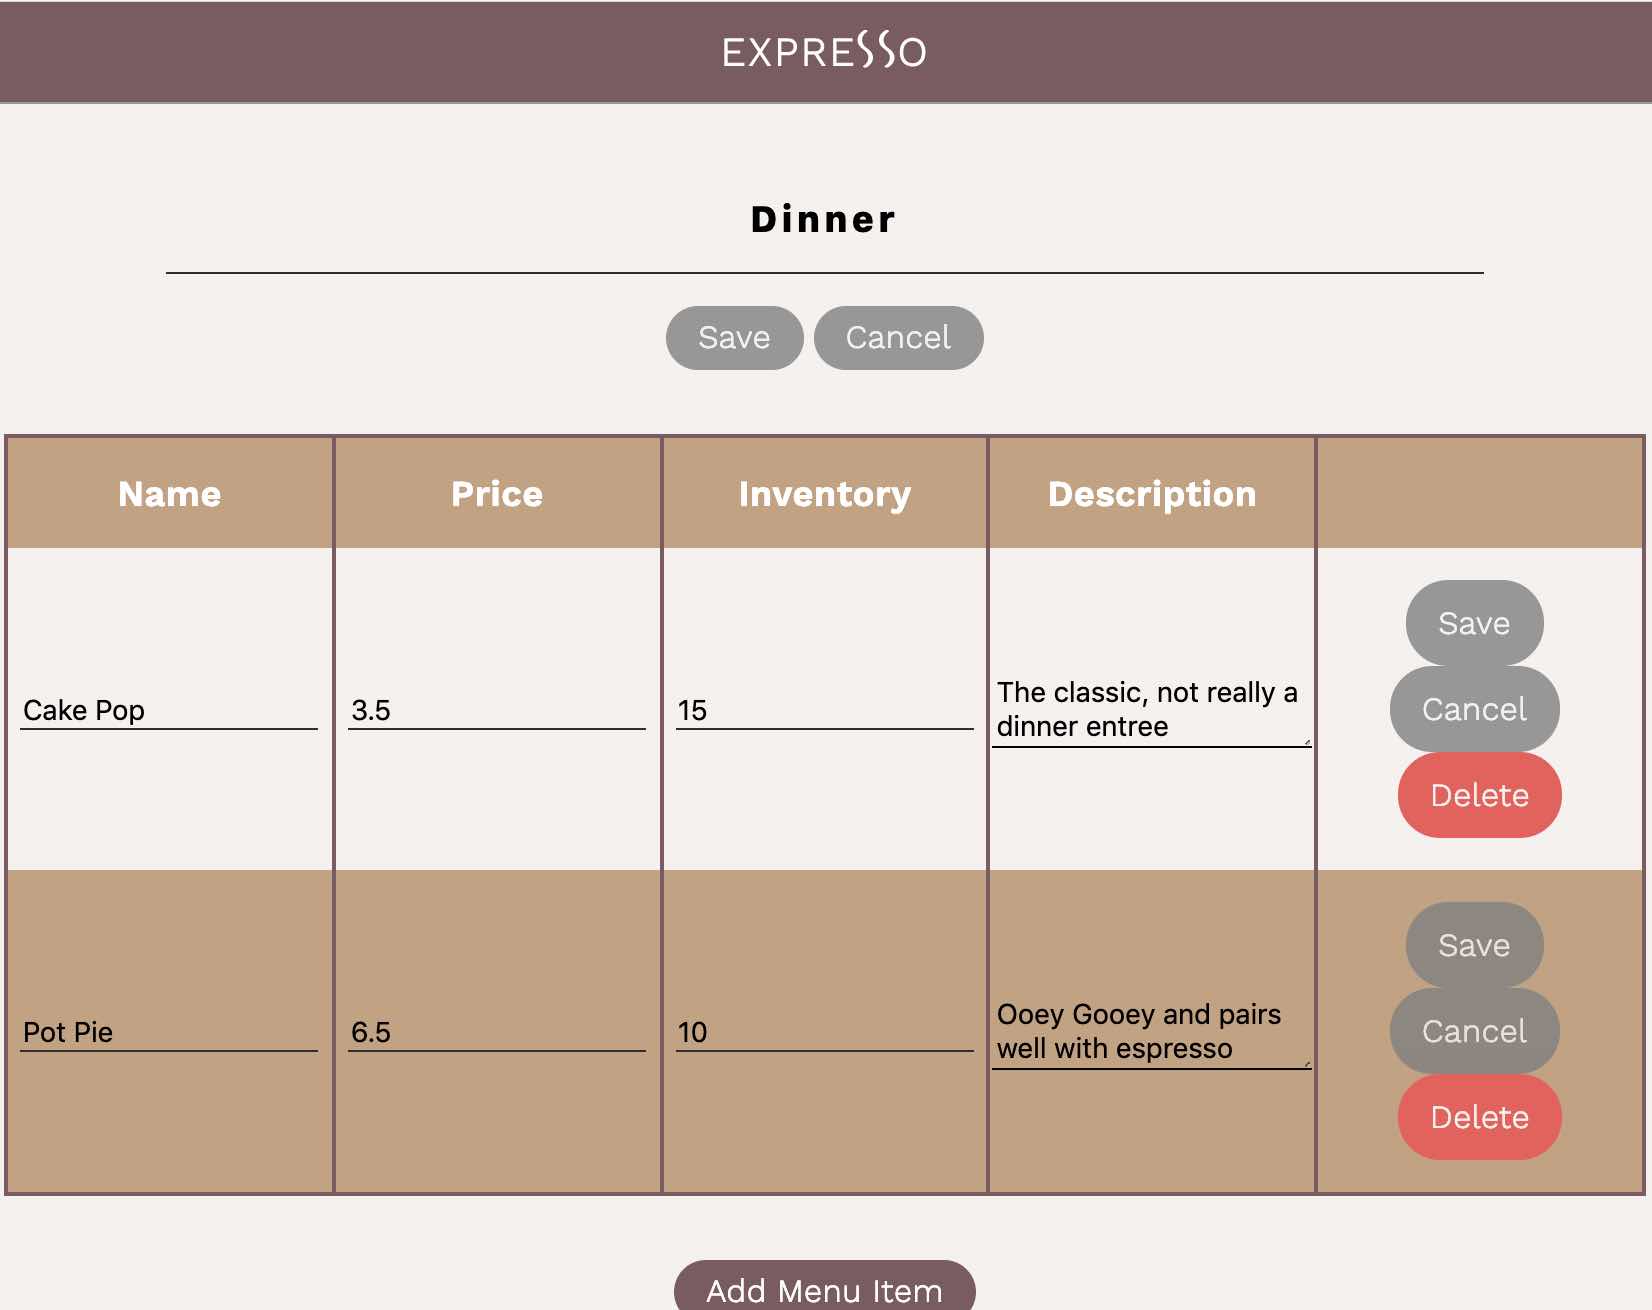 EXPRESSO
Dinner
Save Cancel
Name Price Inventory Description
Cake Pop 3.5 15 The classic, not really a
dinner entree
Save
Cancel
Delete
Pot Pie 6.5 10 Ooey Gooey and pairs
well with espresso
Save
Cancel
Delete
Add Menu Item